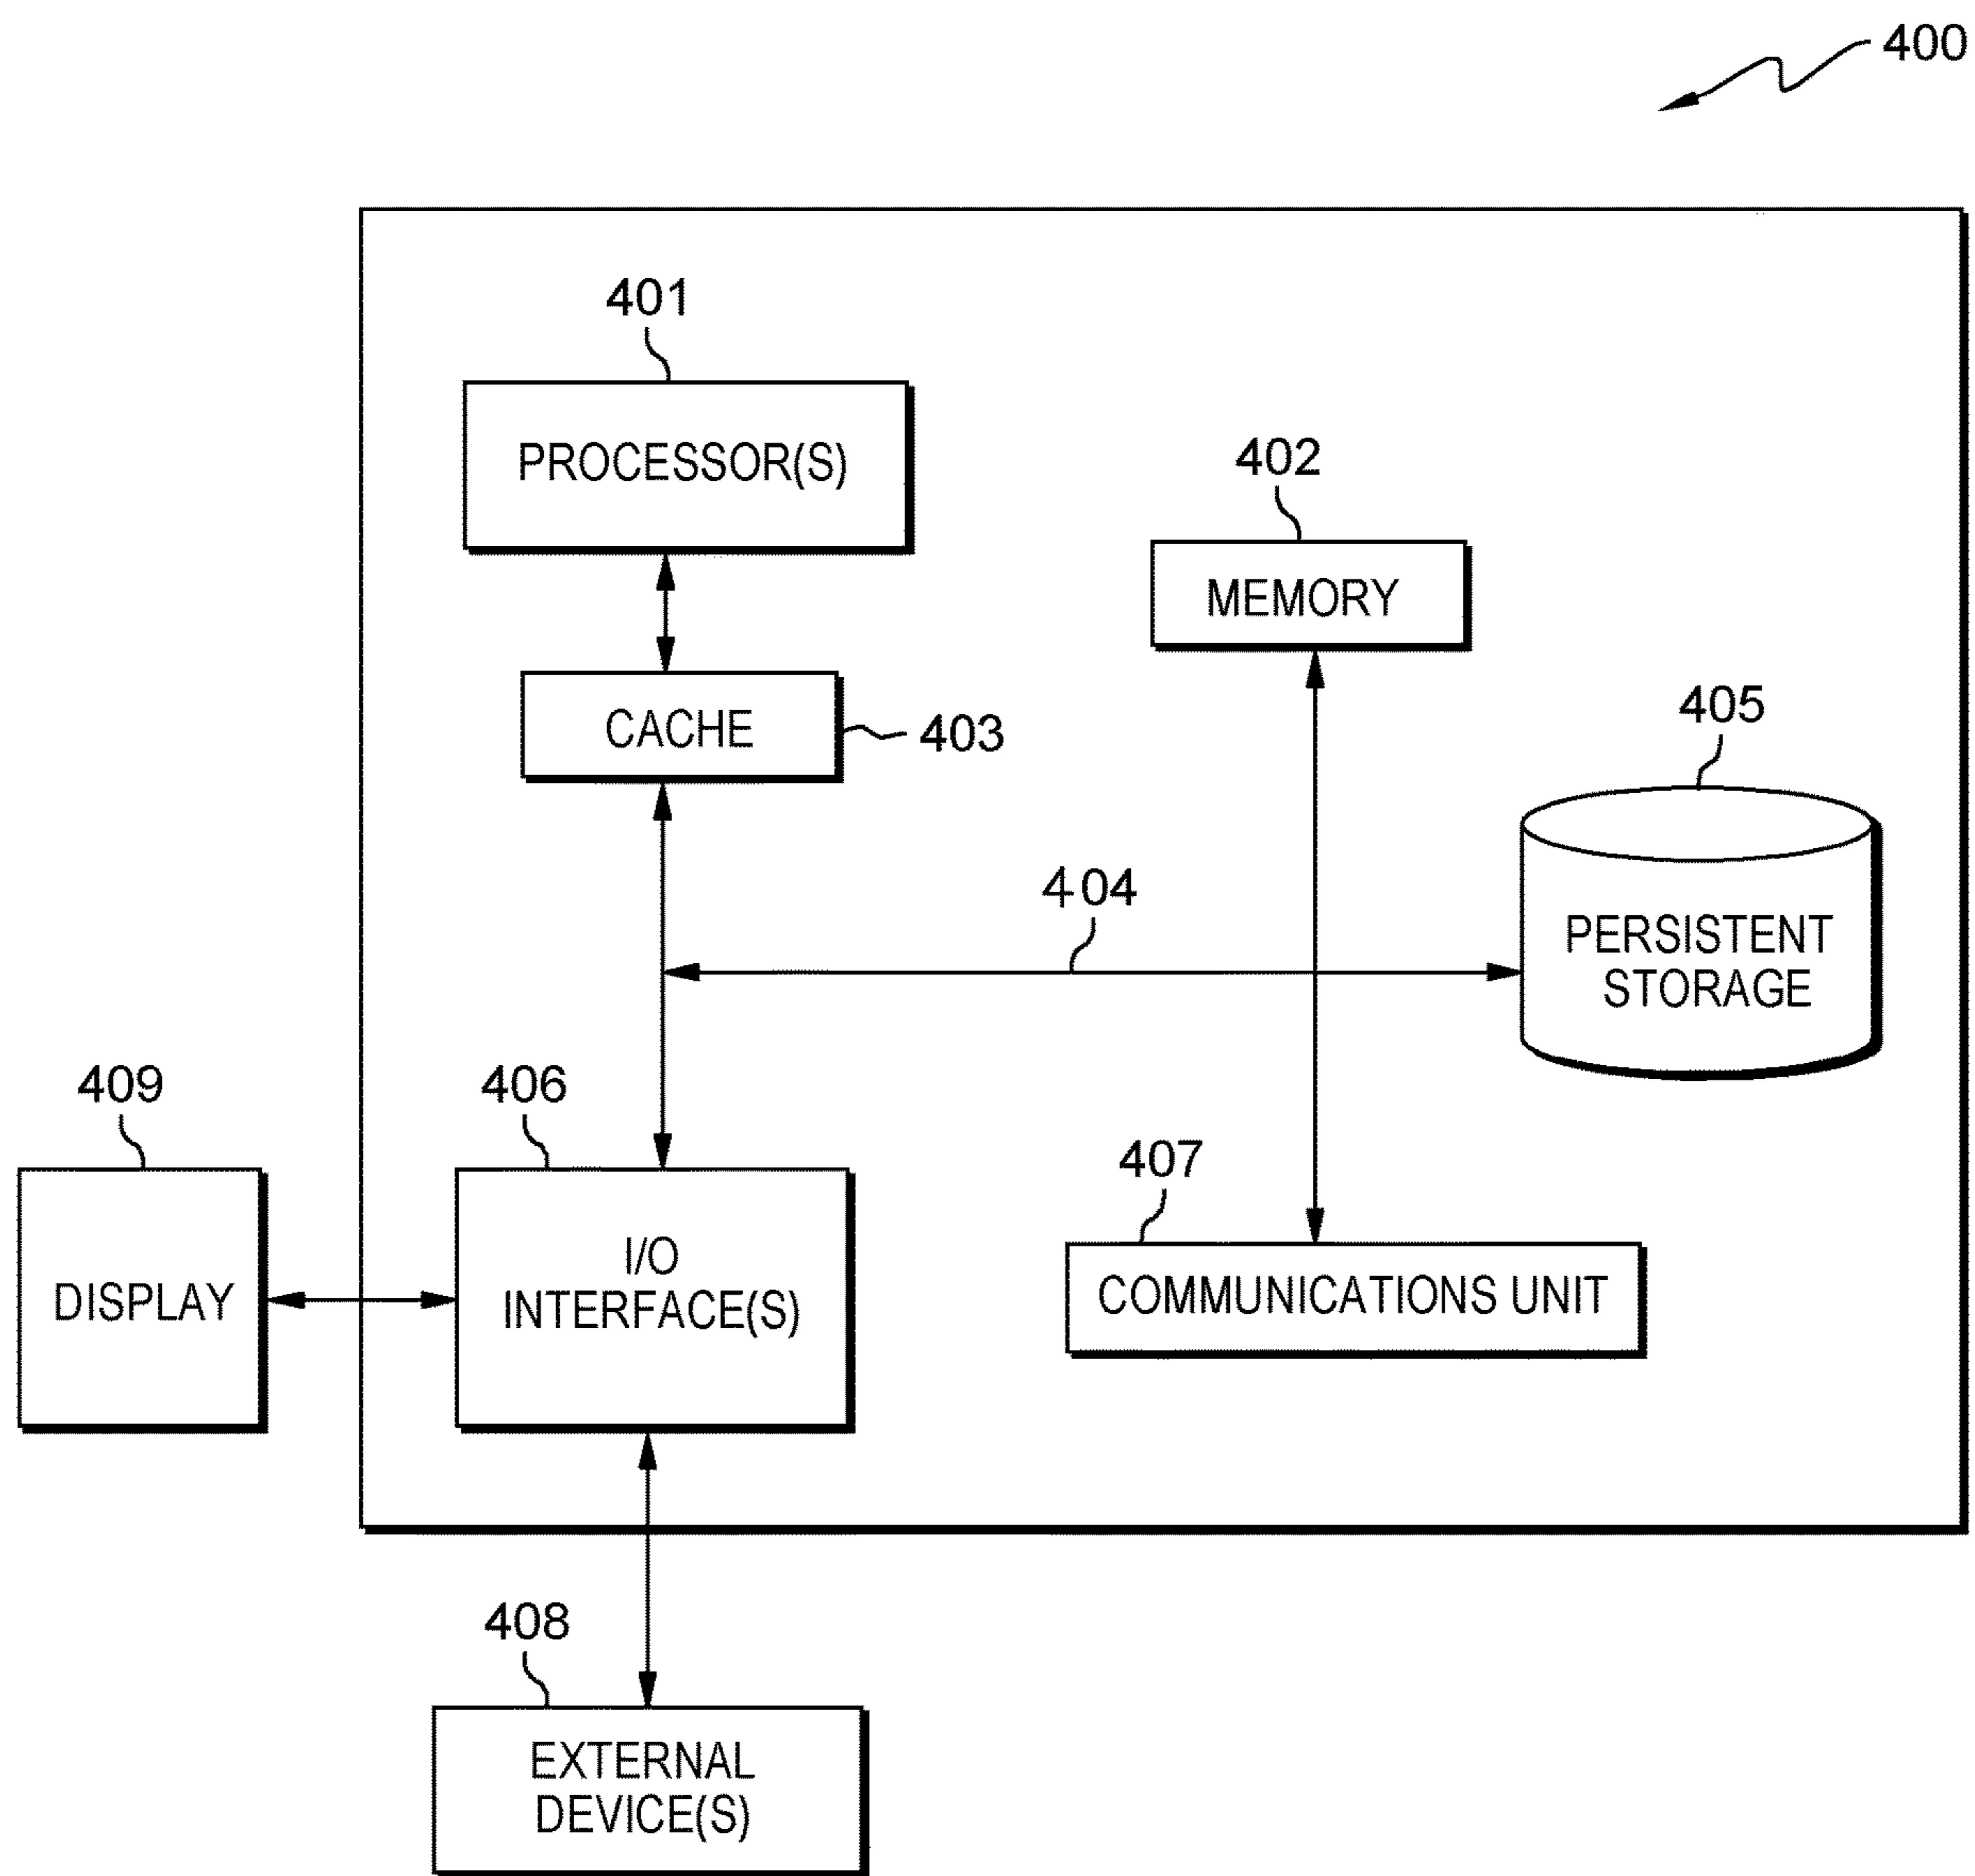 400
401
PROCESSOR(S)
402
MEMORY
CACHE
403
405
404
PERSISTENT
STORAGE
409
406
407
DISPLAY
I/O
INTERFACE(S)
COMMUNICATIONS UNIT
408
EXTERNAL
DEVICE(S)